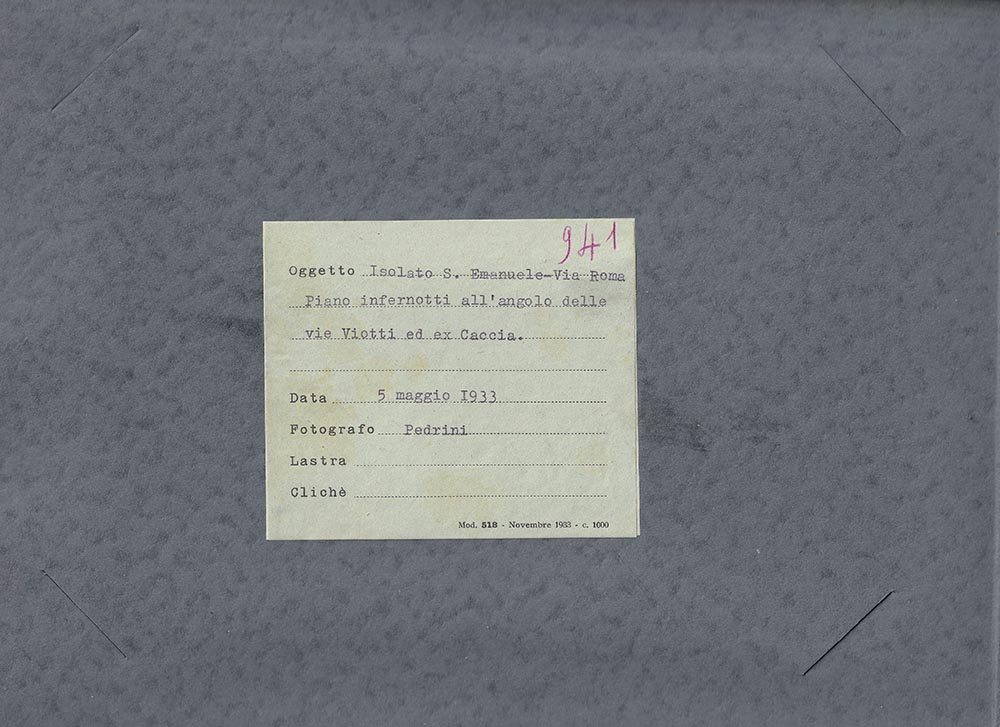 941
Oggetto Isolato S. Emanuele-Via Roma
Piano infernotti all'angolo delle
vie Viotti ed ex Caccia.
Data 5 maggio I933
Fotografo Pedrini
Lastra
Clichè
Mod. 518 - Novembre 1933 - c. 1000